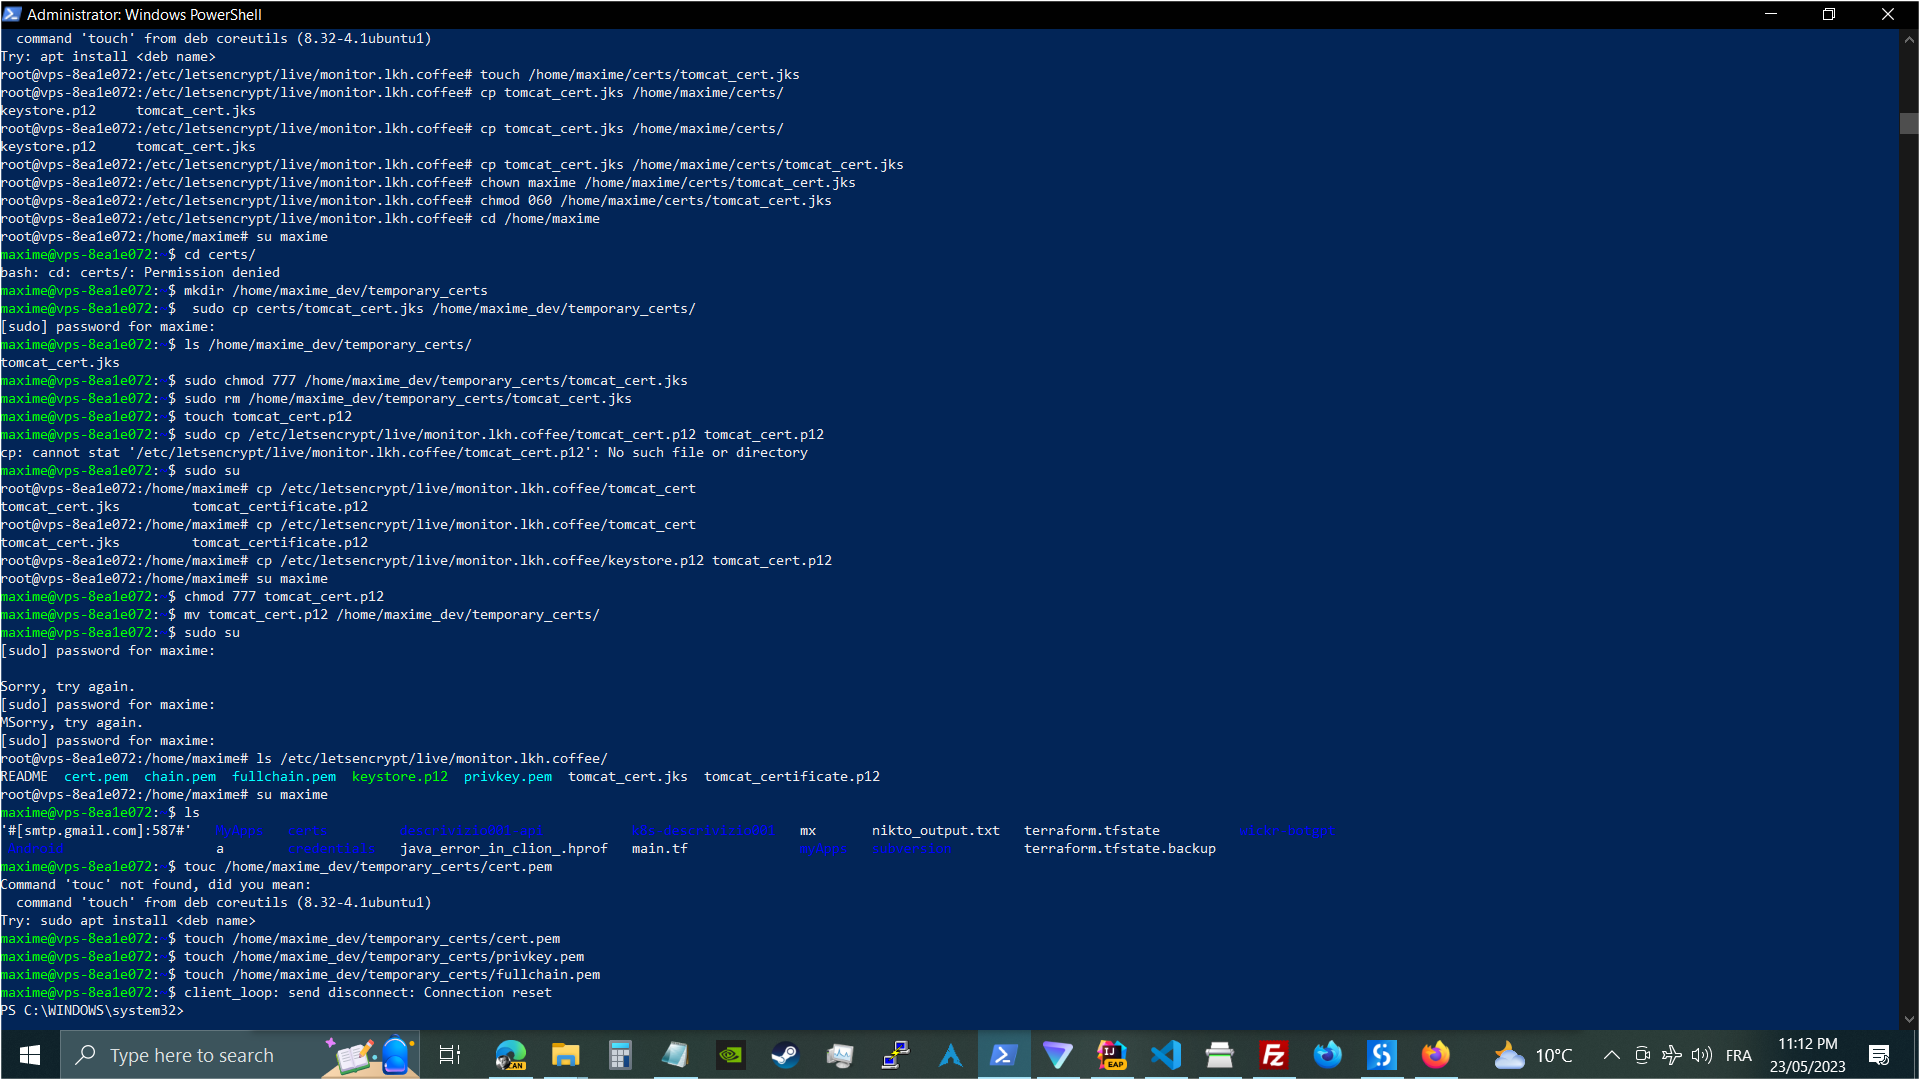 Administrator: Windows PowerShell
command 'touch' from deb coreutils (8.32-4.1ubuntu1)
Try: apt install <deb name>
root@vps-8ea1e072:/etc/letsencrypt/live/monitor.lkh.coffee# touch /home/maxime/certs/tomcat_cert.jks
root@vps-8ea1e072:/etc/letsencrypt/live/monitor.lkh.coffee# cp tomcat_cert.jks /home/maxime/certs/
keystore.p12     tomcat_cert.jks
root@vps-8ea1e072:/etc/letsencrypt/live/monitor.lkh.coffee# cp tomcat_cert.jks /home/maxime/certs/
keystore.p12     tomcat_cert.jks
root@vps-8ea1e072:/etc/letsencrypt/live/monitor.lkh.coffee# cp tomcat_cert.jks /home/maxime/certs/tomcat_cert.jks
root@vps-8ea1e072:/etc/letsencrypt/live/monitor.lkh.coffee# chown maxime /home/maxime/certs/tomcat_cert.jks
root@vps-8ea1e072:/etc/letsencrypt/live/monitor.lkh.coffee# chmod 060 /home/maxime/certs/tomcat_cert.jks
root@vps-8ea1e072:/etc/letsencrypt/live/monitor.lkh.coffee# cd /home/maxime
root@vps-8ea1e072:/home/maxime# su maxime
maxime@vps-8ea1e072: $ cd certs/
bash: cd: certs/: Permission denied
maxime@vps-8ea1e072: $ mkdir /home/maxime_dev/temporary_certs
maxime@vps-8ea1e072: $  sudo cp certs/tomcat_cert.jks /home/maxime_dev/temporary_certs/
[sudo] password for maxime:
maxime@vps-8ea1e072: $ ls /home/maxime_dev/temporary_certs/
tomcat_cert.jks
maxime@vps-8ea1e072: $ sudo chmod 777 /home/maxime_dev/temporary_certs/tomcat_cert.jks
maxime@vps-8ea1e072: $ sudo rm /home/maxime_dev/temporary_certs/tomcat_cert.jks
maxime@vps-8ea1e072: $ touch tomcat_cert.p12
maxime@vps-8ea1e072: $ sudo cp /etc/letsencrypt/live/monitor.lkh.coffee/tomcat_cert.p12 tomcat_cert.p12
cp: cannot stat '/etc/letsencrypt/live/monitor.lkh.coffee/tomcat_cert.p12': No such file or directory
maxime@vps-8ea1e072: $ sudo su
root@vps-8ea1e072:/home/maxime# cp /etc/letsencrypt/live/monitor.lkh.coffee/tomcat_cert
tomcat_cert.jks         tomcat_certificate.p12
root@vps-8ea1e072:/home/maxime# cp /etc/letsencrypt/live/monitor.lkh.coffee/tomcat_cert
tomcat_cert.jks         tomcat_certificate.p12
root@vps-8ea1e072:/home/maxime# cp /etc/letsencrypt/live/monitor.lkh.coffee/keystore.p12 tomcat_cert.p12
root@vps-8ea1e072:/home/maxime# su maxime
maxime@vps-8ea1e072: $ chmod 777 tomcat_cert.p12
maxime@vps-8ea1e072: $ mv tomcat_cert.p12 /home/maxime_dev/temporary_certs/
maxime@vps-8ea1e072: $ sudo su
[sudo] password for maxime:
Sorry, try again.
[sudo] password for maxime:
MSorry, try again.
[sudo] password for maxime:
root@vps-8ea1e072:/home/maxime# ls /etc/letsencrypt/live/monitor.lkh.coffee/
README  cert.pem  chain.pem  fullchain.pem  keystore.p12  privkey.pem  tomcat_cert.jks  tomcat_certificate.p12
root@vps-8ea1e072:/home/maxime# su maxime
maxime@vps-8ea1e072: $ ls
'#[smtp.gmail.com]:587#'   MyApps   certs   mx   nikto_output.txt   terraform.tfstate
Android   a   credentials   java_error_in_clion_.hprof   main.tf   myApps   subversion   terraform.tfstate.backup
maxime@vps-8ea1e072: $ touc /home/maxime_dev/temporary_certs/cert.pem
Command 'touc' not found, did you mean:
command 'touch' from deb coreutils (8.32-4.1ubuntu1)
Try: sudo apt install <deb name>
maxime@vps-8ea1e072: $ touch /home/maxime_dev/temporary_certs/cert.pem
maxime@vps-8ea1e072: $ touch /home/maxime_dev/temporary_certs/privkey.pem
maxime@vps-8ea1e072: $ touch /home/maxime_dev/temporary_certs/fullchain.pem
maxime@vps-8ea1e072: $ client_loop: send disconnect: Connection reset
PS C:\WINDOWS\system32>
Type here to search
CAN
IJ
EAP
Fz
10°C
FRA
11:12 PM
23/05/2023